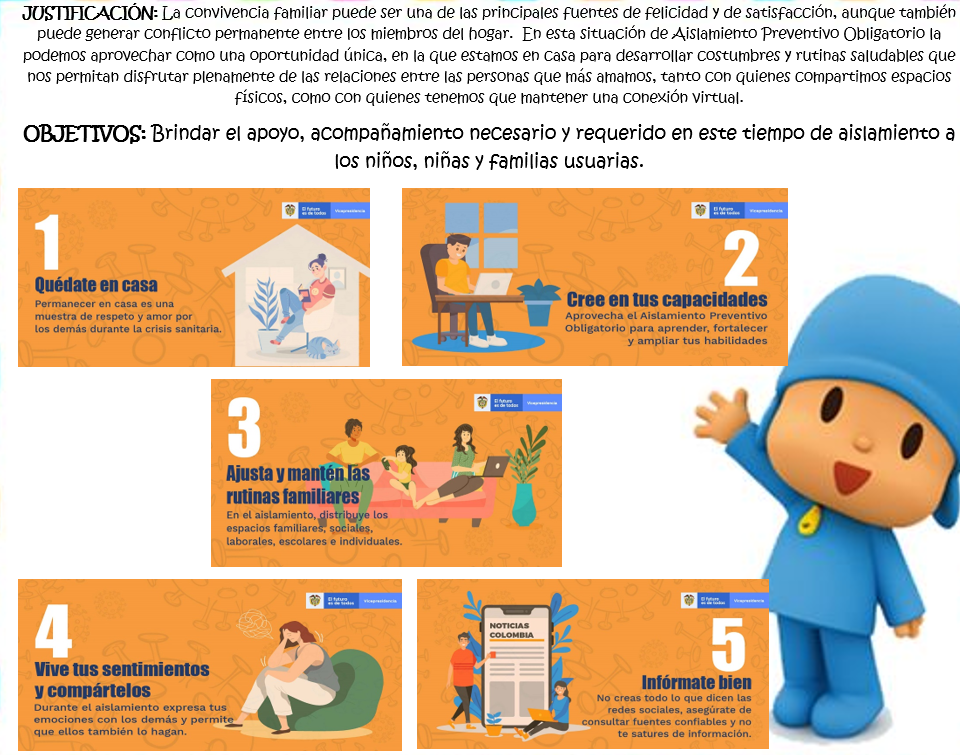 JUSTIFICACIÓN: La convivencia familiar puede ser una de las principales fuentes de felicidad y de satisfacción, aunque también
puede generar conflicto permanente entre los miembros del hogar. En esta situación de Aislamiento Preventivo Obligatorio la
podemos aprovechar como una oportunidad única, en la que estamos en casa para desarrollar costumbres y rutinas saludables que
nos permitan disfrutar plenamente de las relaciones entre las personas que más amamos, tanto con quienes compartimos espacios
físicos, como con quienes tenemos que mantener una conexión virtual.
OBJETIVOS: Brindar el apoyo, acompañamiento necesario y requerido en este tiempo de aislamiento a
los niños, niñas y familias usuarias.
El futuro
es de todos
Vicepresidencia
1
Quédate en casa
Permanecer en casa es una
muestra de respeto y amor por
los demás durante la crisis sanitaria.
El futuro
es de todos
Vicepresidencia
2
Cree en tus capacidades
Aprovecha el Aislamiento Preventivo
Obligatorio para aprender, fortalecer
y ampliar tus habilidades
El futuro
es de todos
Vicepresidencia
3
Ajusta y mantén las
rutinas familiares
En el aislamiento, distribuye los
espacios familiares, sociales,
laborales, escolares e individuales.
El futuro
es de todos
Vicepresidencia
4
Vive tus sentimientos
y compártelos
Durante el aislamiento expresa tus
emociones con los demás y permite
que ellos también lo hagan.
El futuro
es de todos
Vicepresidencia
NOTICIAS
COLOMBIA
5
Infórmate bien
No creas todo lo que dicen las
redes sociales, asegúrate de
consultar fuentes confiables y no
te satures de información.